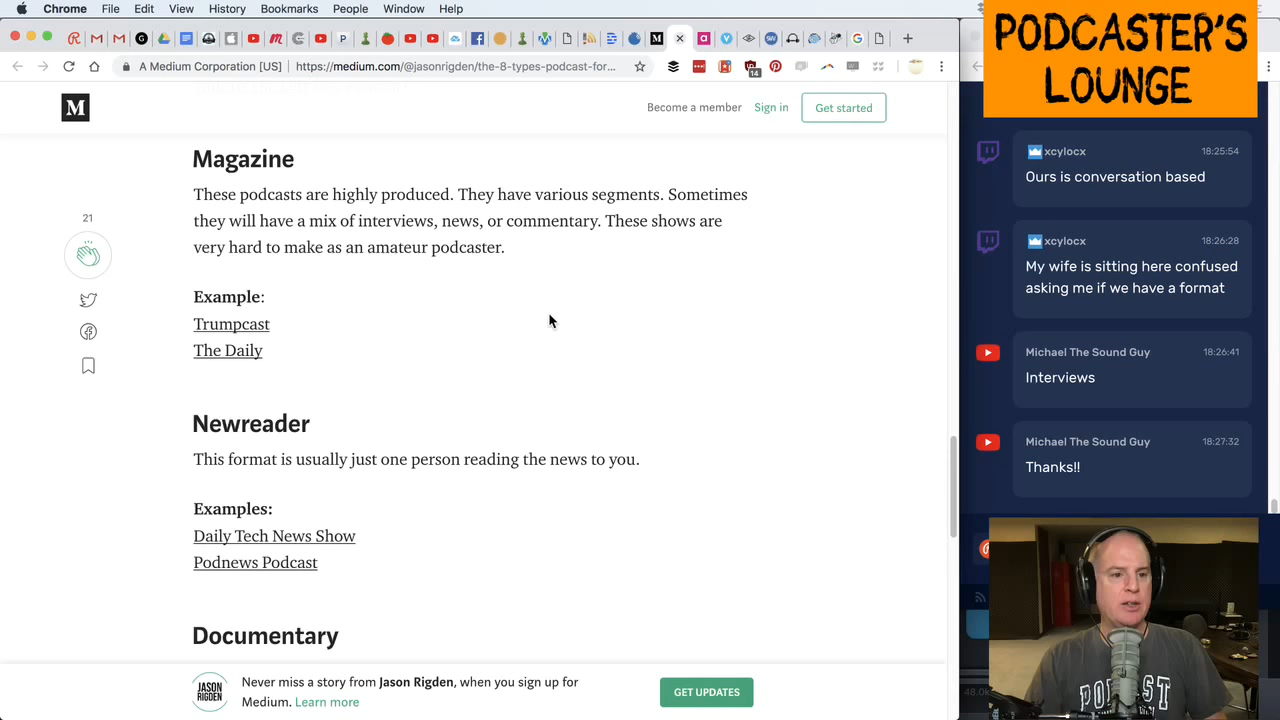 Chrome File Edit View History Bookmarks People Window Help
A Medium Corporation [US] https://medium.com/@jasonrigden/the-8-types-podcast-for...
14
M
Become a member Sign in Get started
Magazine
These podcasts are highly produced. They have various segments. Sometimes
they will have a mix of interviews, news, or commentary. These shows are
very hard to make as an amateur podcaster.
21
Example:
Trumpcast
The Daily
Newreader
This format is usually just one person reading the news to you.
Examples:
Daily Tech News Show
Podnews Podcast
Documentary
JASON
RIGDEN
Never miss a story from Jason Rigden, when you sign up for
Medium. Learn more
GET UPDATES
PODCASTER'S
LOUNGE
xcylocx 18:25:54
Ours is conversation based
xcylocx 18:26:28
My wife is sitting here confused
asking me if we have a format
Michael The Sound Guy 18:26:41
Interviews
Michael The Sound Guy 18:27:32
Thanks!!
48.0k